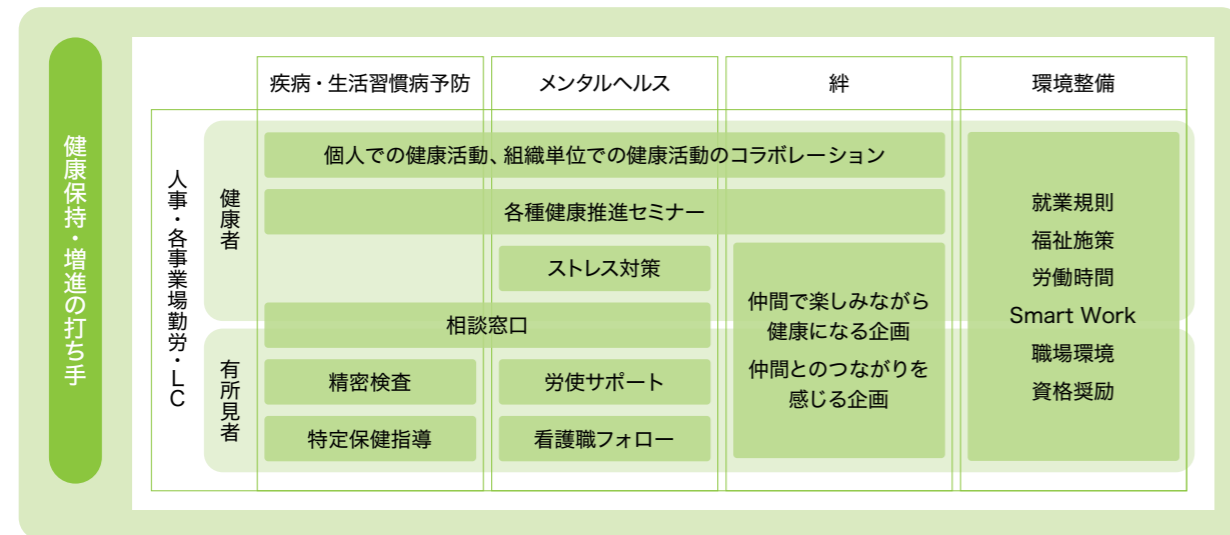 健康保持・増進の打ち手
疾病・生活習慣病予防
メンタルヘルス
絆
環境整備
人事・各事業場勤労・LC
健康者
有所見者
個人での健康活動、組織単位での健康活動のコラボレーション
各種健康推進セミナー
ストレス対策
相談窓口
精密検査
労使サポート
特定保健指導
看護職フォロー
仲間で楽しみながら
健康になる企画
仲間とのつながりを
感じる企画
就業規則
福祉施策
労働時間
Smart Work
職場環境
資格奨励